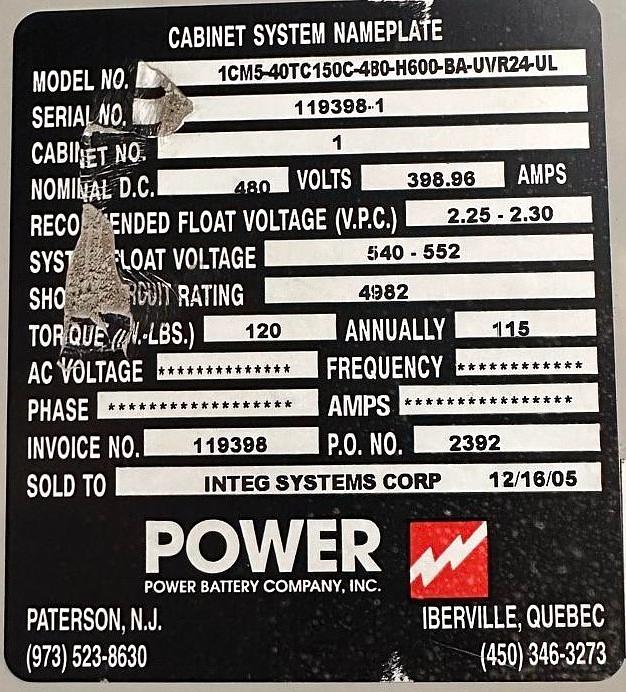 CABINET SYSTEM NAMEPLATE
MODEL NO. 1CM5-40TC150C-480-H600-BA-UVR24-UL
SERIAL NO. 119398-1
CABINET NO. 1
NOMINAL D.C. 480 VOLTS 398.96 AMPS
RECO ENDED FLOAT VOLTAGE (V.P.C.) 2.25 - 2.30
SYST FLOAT VOLTAGE 540 - 552
SHO RCUIT RATING 4982
TORQUE (IN.-LBS.) 120 ANNUALLY 115
AC VOLTAGE ************** FREQUENCY *************
PHASE ******************* AMPS *****************
INVOICE NO. 119398 P.O. NO. 2392
SOLD TO INTEG SYSTEMS CORP 12/16/05
POWER
POWER BATTERY COMPANY, INC.
PATERSON, N.J. IBERVILLE, QUEBEC
(973) 523-8630 (450) 346-3273